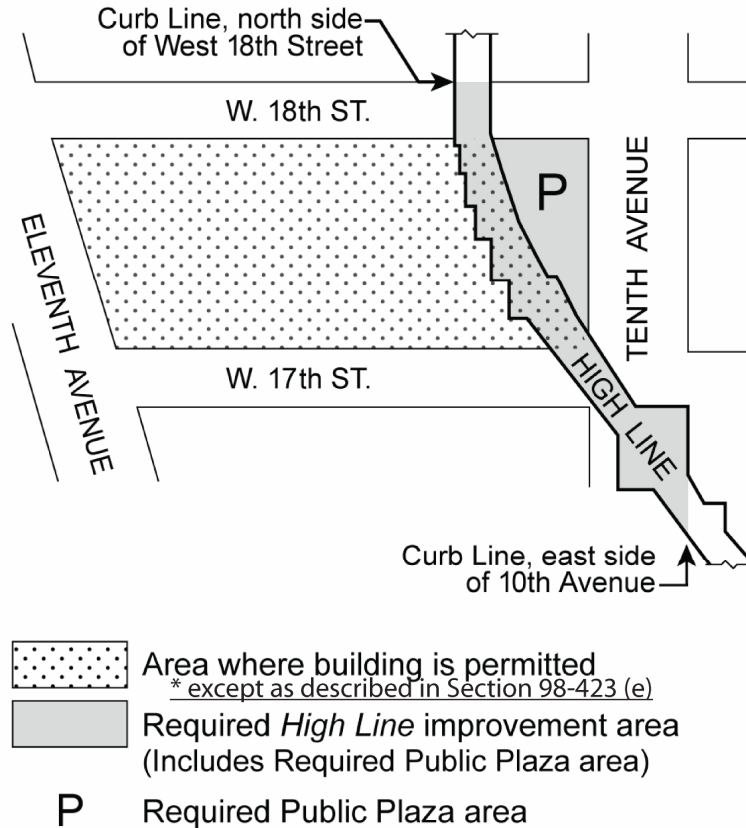 Curb Line, north side
of West 18th Street
W. 18th ST.
P
TENTH AVENUE
ELEVENTH AVENUE
W. 17th ST.
HIGH LINE
Curb Line, east side
of 10th Avenue
Area where building is permitted
* except as described in Section 98-423 (e)
Required High Line improvement area
(Includes Required Public Plaza area)
P Required Public Plaza area